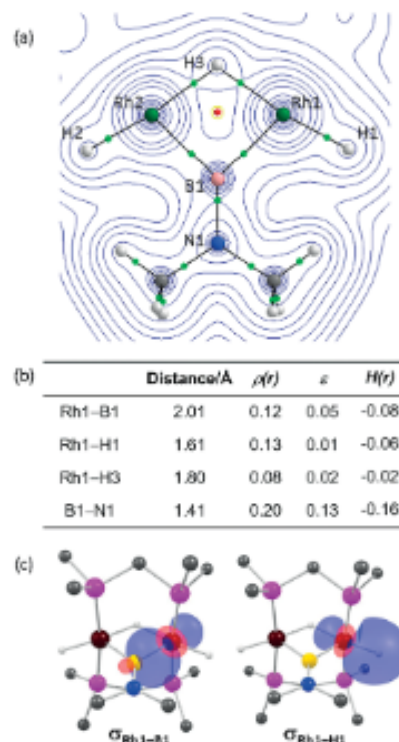 (a)
H3
Rh2 Rh1
H2 H1
B1
N1
(b)
Distance/Å ρ(r) ε H(r)
Rh1–B1 2.01 0.12 0.05 -0.08
Rh1–H1 1.61 0.13 0.01 -0.06
Rh1–H3 1.80 0.08 0.02 -0.02
B1–N1 1.41 0.20 0.13 -0.16
(c)
σRh1–B1 σRh1–H1